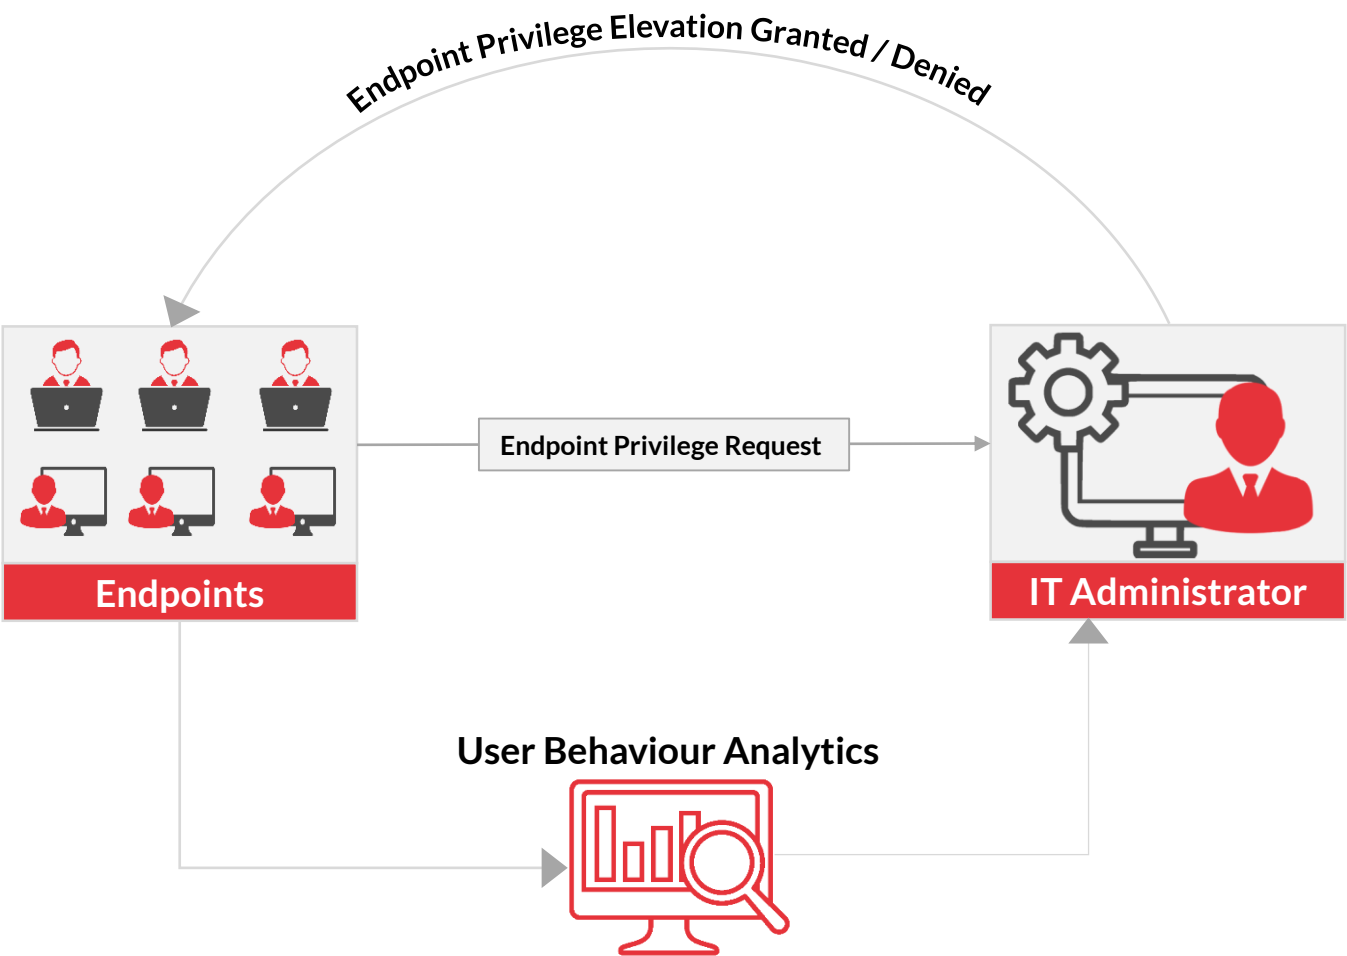 Endpoint Privilege Elevation Granted / Denied
Endpoint Privilege Request
Endpoints
IT Administrator
User Behaviour Analytics